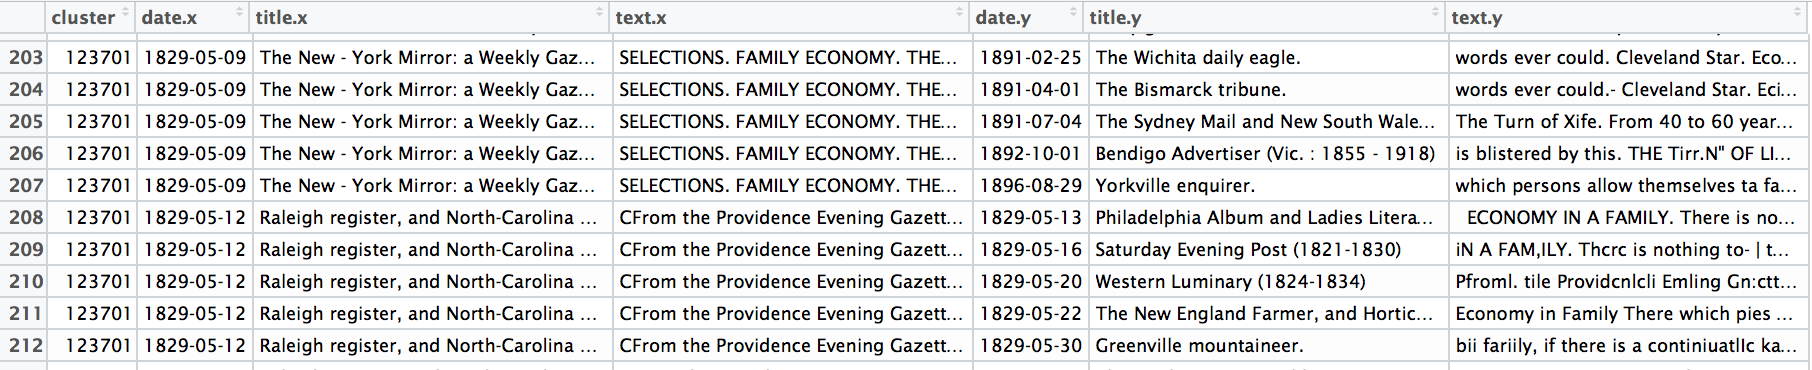 cluster date.x title.x text.x date.y title.y text.y
203 123701 1829-05-09 The New - York Mirror: a Weekly Gaz... SELECTIONS. FAMILY ECONOMY. THE... 1891-02-25 The Wichita daily eagle. words ever could. Cleveland Star. Eco...
204 123701 1829-05-09 The New - York Mirror: a Weekly Gaz... SELECTIONS. FAMILY ECONOMY. THE... 1891-04-01 The Bismarck tribune. words ever could.- Cleveland Star. Eci...
205 123701 1829-05-09 The New - York Mirror: a Weekly Gaz... SELECTIONS. FAMILY ECONOMY. THE... 1891-07-04 The Sydney Mail and New South Wale... The Turn of Xife. From 40 to 60 year...
206 123701 1829-05-09 The New - York Mirror: a Weekly Gaz... SELECTIONS. FAMILY ECONOMY. THE... 1892-10-01 Bendigo Advertiser (Vic. : 1855 - 1918) is blistered by this. THE Tirr.N" OF LI...
207 123701 1829-05-09 The New - York Mirror: a Weekly Gaz... SELECTIONS. FAMILY ECONOMY. THE... 1896-08-29 Yorkville enquirer. which persons allow themselves ta fa...
208 123701 1829-05-12 Raleigh register, and North-Carolina ... CFrom the Providence Evening Gazett... 1829-05-13 Philadelphia Album and Ladies Litera... ECONOMY IN A FAMILY. There is no...
209 123701 1829-05-12 Raleigh register, and North-Carolina ... CFrom the Providence Evening Gazett... 1829-05-16 Saturday Evening Post (1821-1830) iN A FAM,ILY. Thcrc is nothing to- | t...
210 123701 1829-05-12 Raleigh register, and North-Carolina ... CFrom the Providence Evening Gazett... 1829-05-20 Western Luminary (1824-1834) Pfroml. tile Providcnlcli Emling Gn:ctt...
211 123701 1829-05-12 Raleigh register, and North-Carolina ... CFrom the Providence Evening Gazett... 1829-05-22 The New England Farmer, and Hortic... Economy in Family There which pies ...
212 123701 1829-05-12 Raleigh register, and North-Carolina ... CFrom the Providence Evening Gazett... 1829-05-30 Greenville mountaineer. bii fariily, if there is a continiuatllc ka...